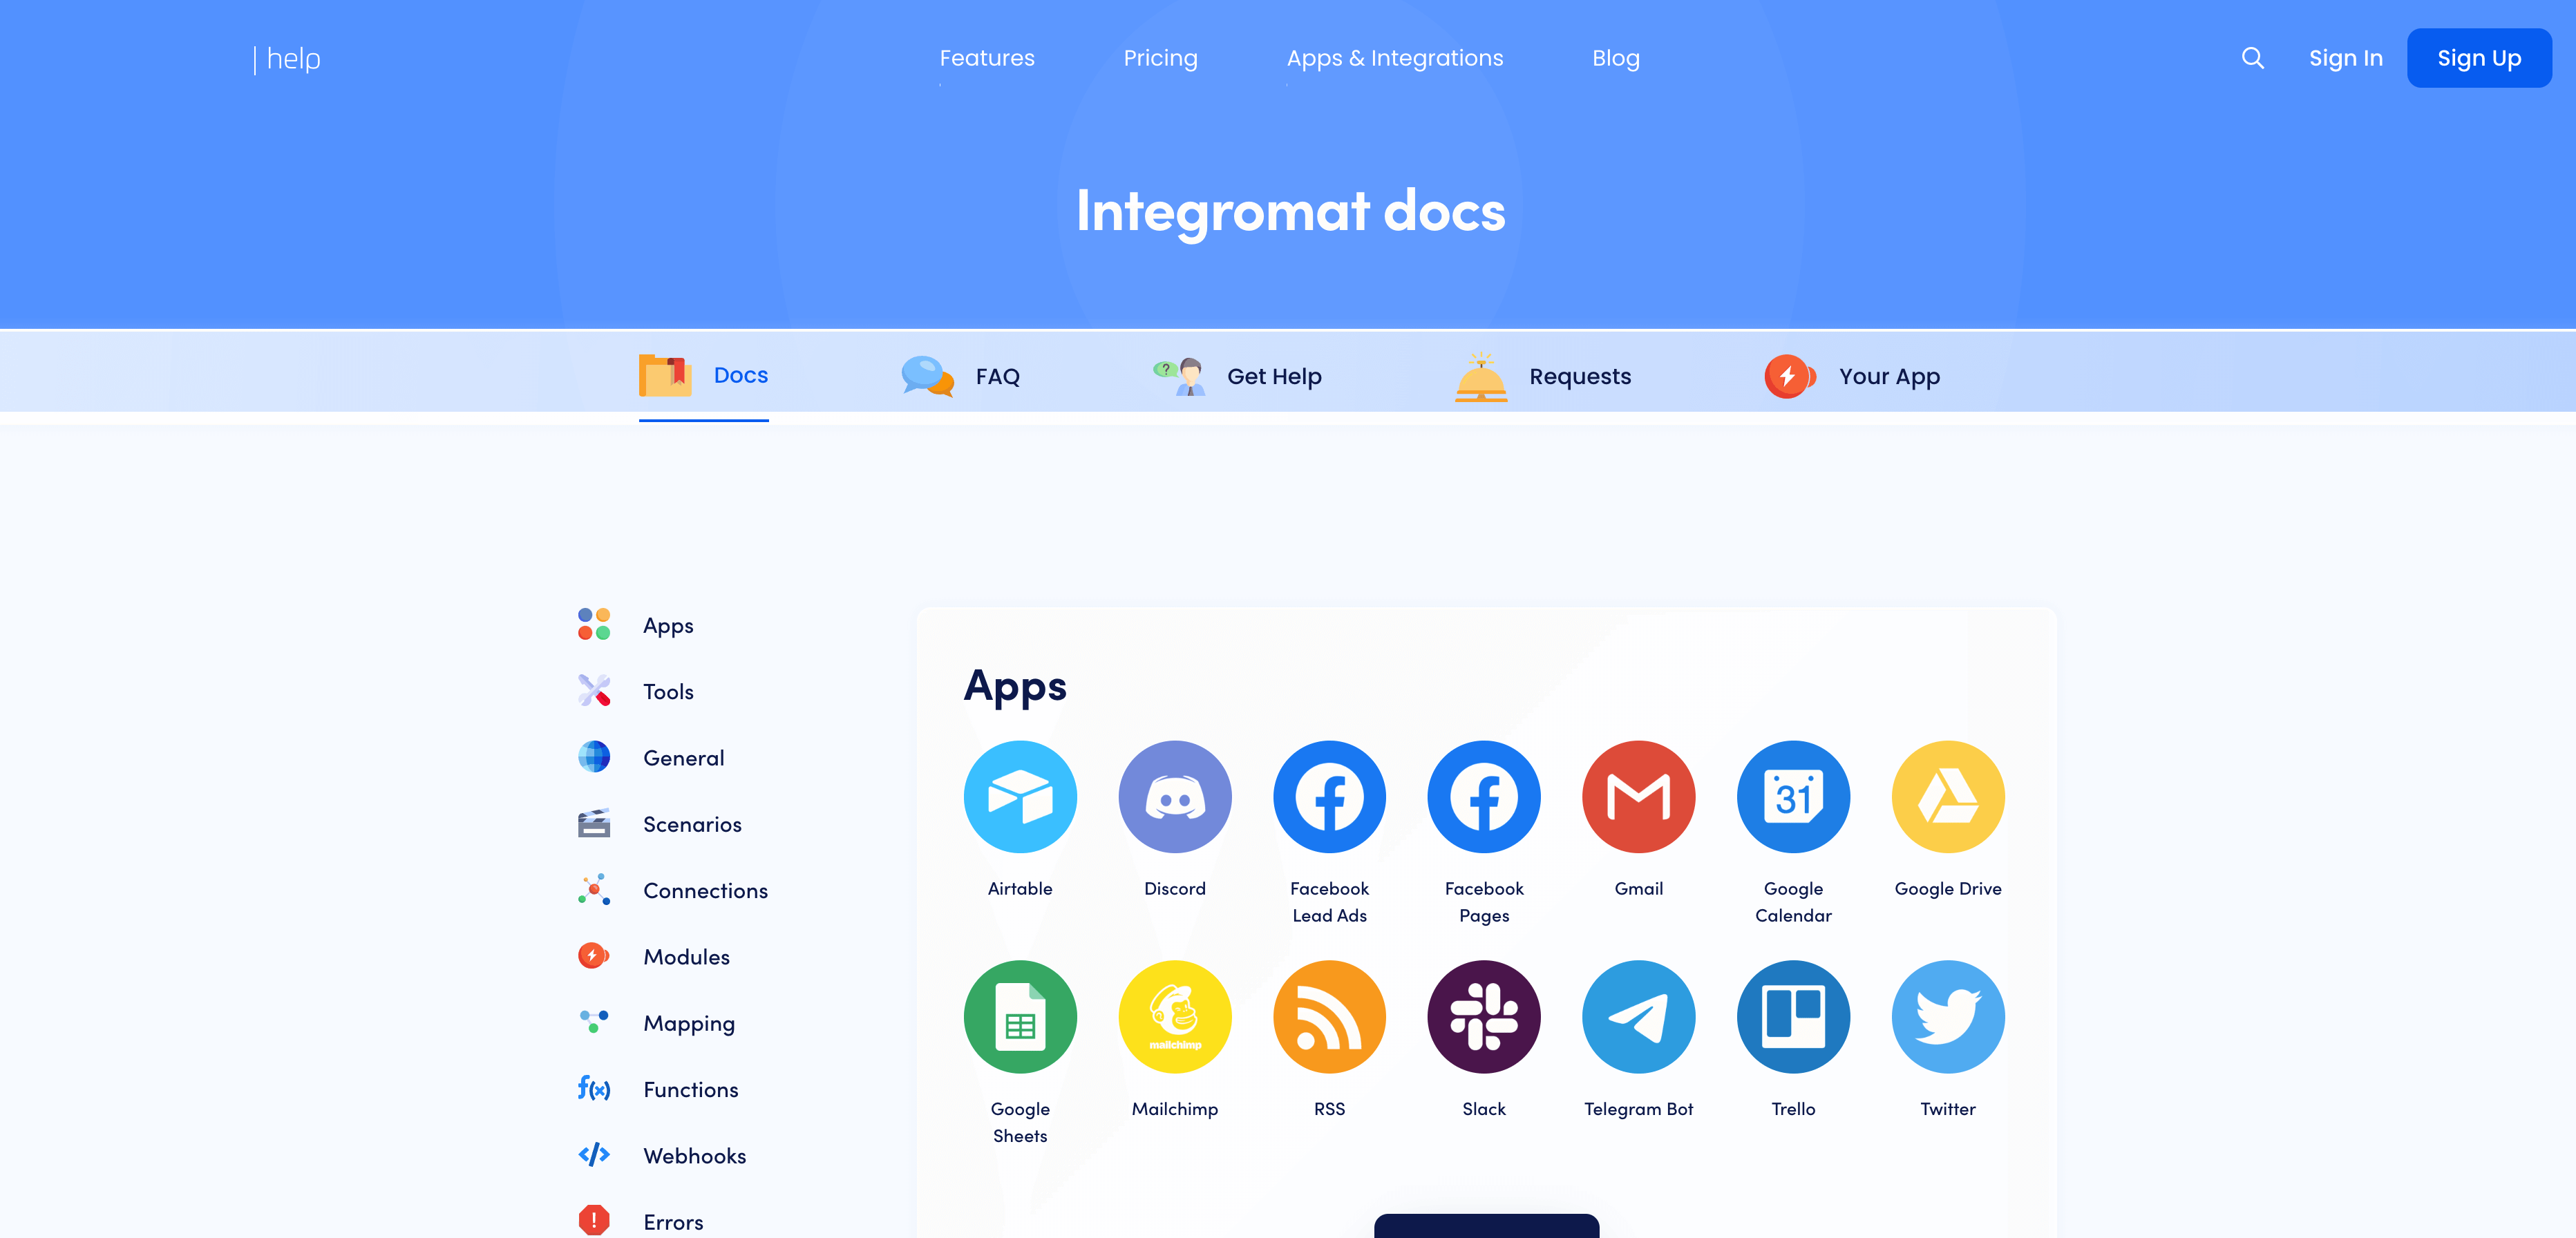 | help
Features
Pricing
Apps & Integrations
Blog
Sign In
Sign Up
Integromat docs
Docs
FAQ
?
Get Help
Requests
Your App
Apps
Tools
General
Scenarios
Connections
Modules
Mapping
f(x)
Functions
</>
Webhooks
!
Errors
Apps
31
Airtable
Discord
Facebook
Lead Ads
Facebook
Pages
Gmail
Google
Calendar
Google Drive
mailchimp
Google
Sheets
Mailchimp
RSS
Slack
Telegram Bot
Trello
Twitter